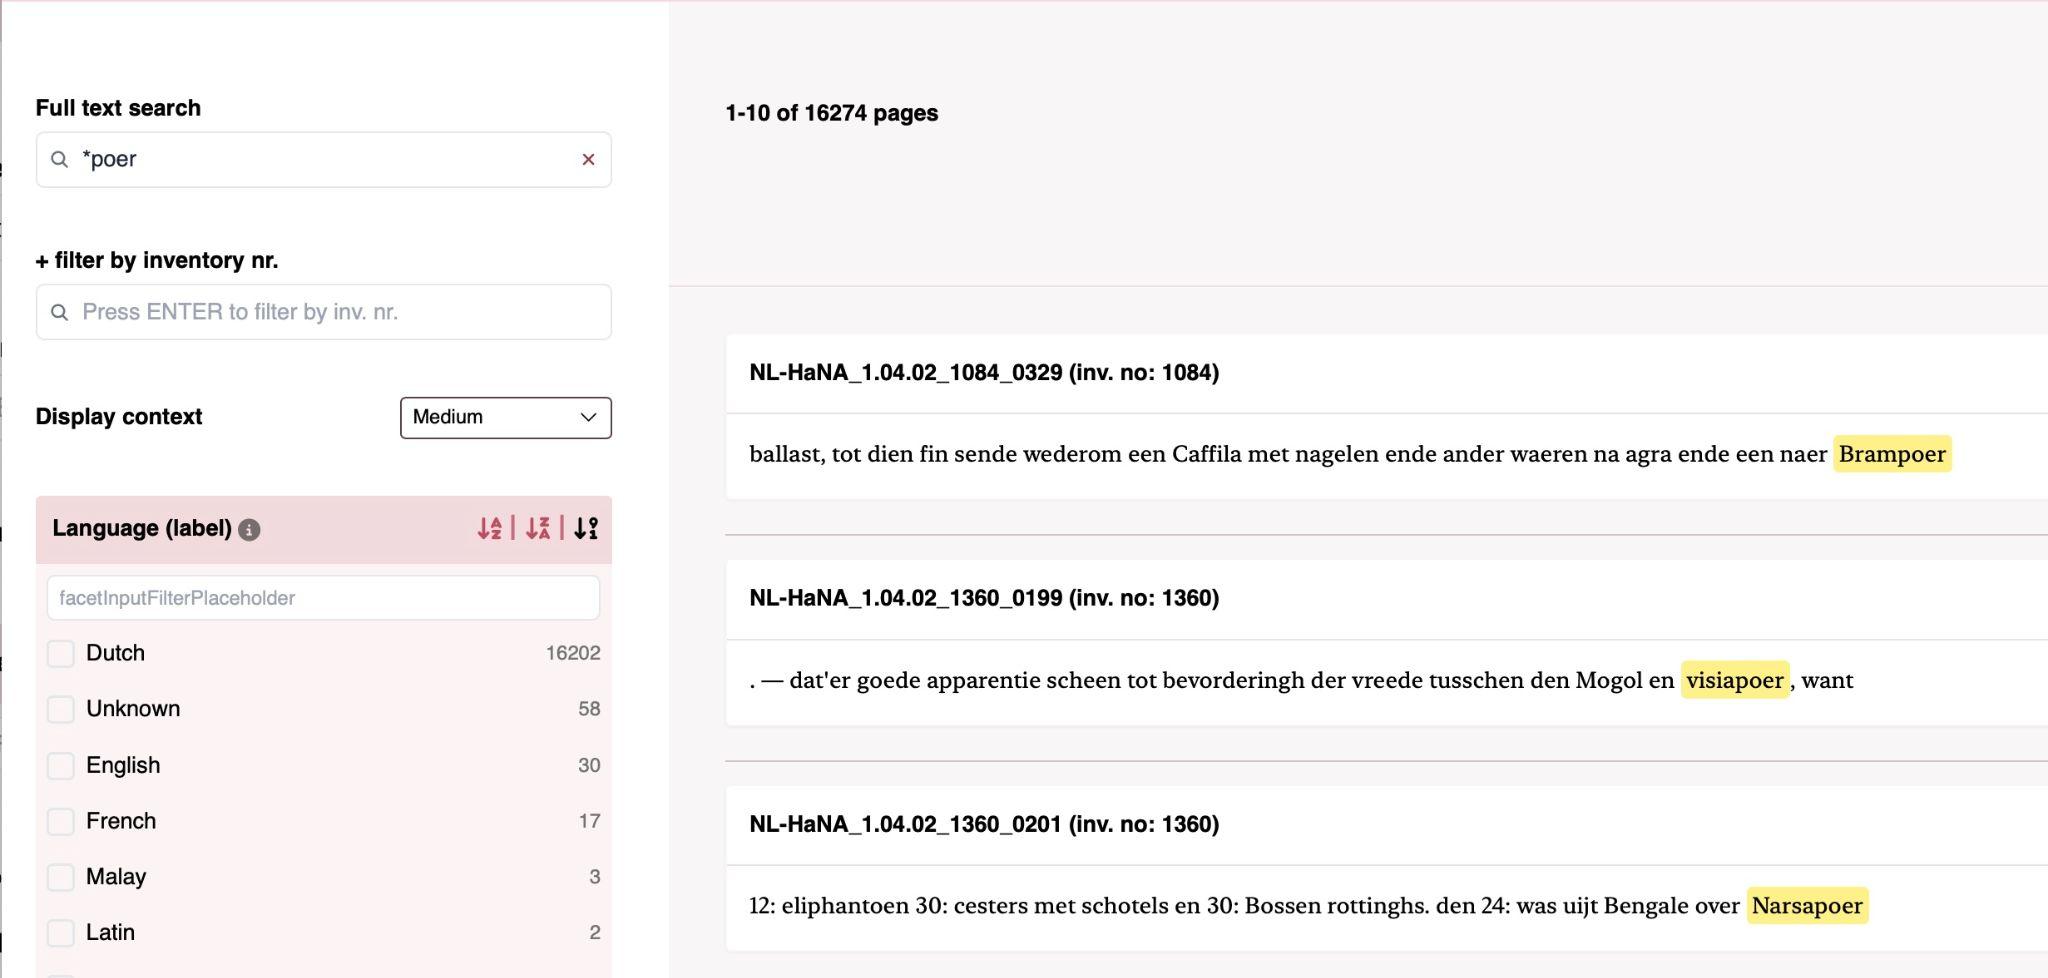 Full text search
*poer
+ filter by inventory nr.
Press ENTER to filter by inv. nr.
Display context
Medium
Language (label)
facetInputFilterPlaceholder
Dutch 16202
Unknown 58
English 30
French 17
Malay 3
Latin 2
1-10 of 16274 pages
NL-HaNA_1.04.02_1084_0329 (inv. no: 1084)
ballast, tot dien fin sende wederom een Caffila met nagelen ende ander waeren na agra ende een naer Brampoer
NL-HaNA_1.04.02_1360_0199 (inv. no: 1360)
. — dat'er goede apparentie scheen tot bevorderingh der vreede tusschen den Mogol en visiapoer, want
NL-HaNA_1.04.02_1360_0201 (inv. no: 1360)
12: eliphantoen 30: cesters met schotels en 30: Bossen rottinghs. den 24: was uijt Bengale over Narsapoer